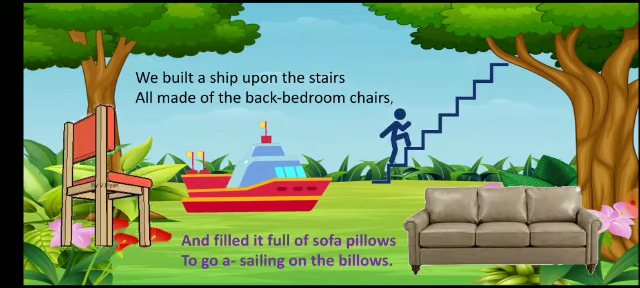 We built a ship upon the stairs
All made of the back-bedroom chairs,
And filled it full of sofa pillows
To go a- sailing on the billows.